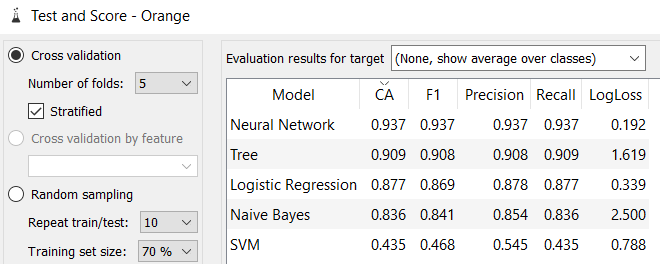 Test and Score - Orange
Cross validation
Number of folds: 5
Stratified
Cross validation by feature
Random sampling
Repeat train/test: 10
Training set size: 70 %
Evaluation results for target (None, show average over classes)
Model CA F1 Precision Recall LogLoss
Neural Network 0.937 0.937 0.937 0.937 0.192
Tree 0.909 0.908 0.908 0.909 1.619
Logistic Regression 0.877 0.869 0.878 0.877 0.339
Naive Bayes 0.836 0.841 0.854 0.836 2.500
SVM 0.435 0.468 0.545 0.435 0.788